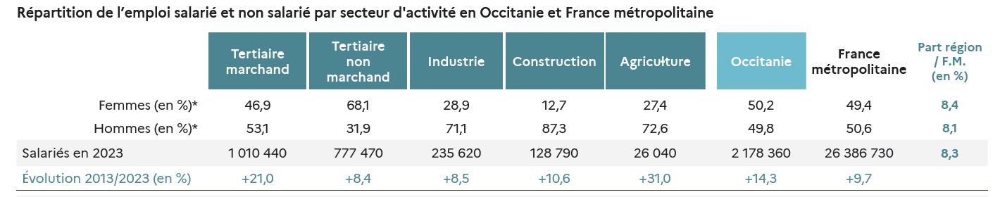 Répartition de l'emploi salarié et non salarié par secteur d'activité en Occitanie et France métropolitaine
Tertiaire marchand Tertiaire non marchand Industrie Construction Agriculture Occitanie France métropolitaine Part région / F.M. (en %)
Femmes (en %)* 46,9 68,1 28,9 12,7 27,4 50,2 49,4 8,4
Hommes (en %)* 53,1 31,9 71,1 87,3 72,6 49,8 50,6 8,1
Salariés en 2023 1 010 440 777 470 235 620 128 790 26 040 2 178 360 26 386 730 8,3
Évolution 2013/2023 (en %) +21,0 +8,4 +8,5 +10,6 +31,0 +14,3 +9,7